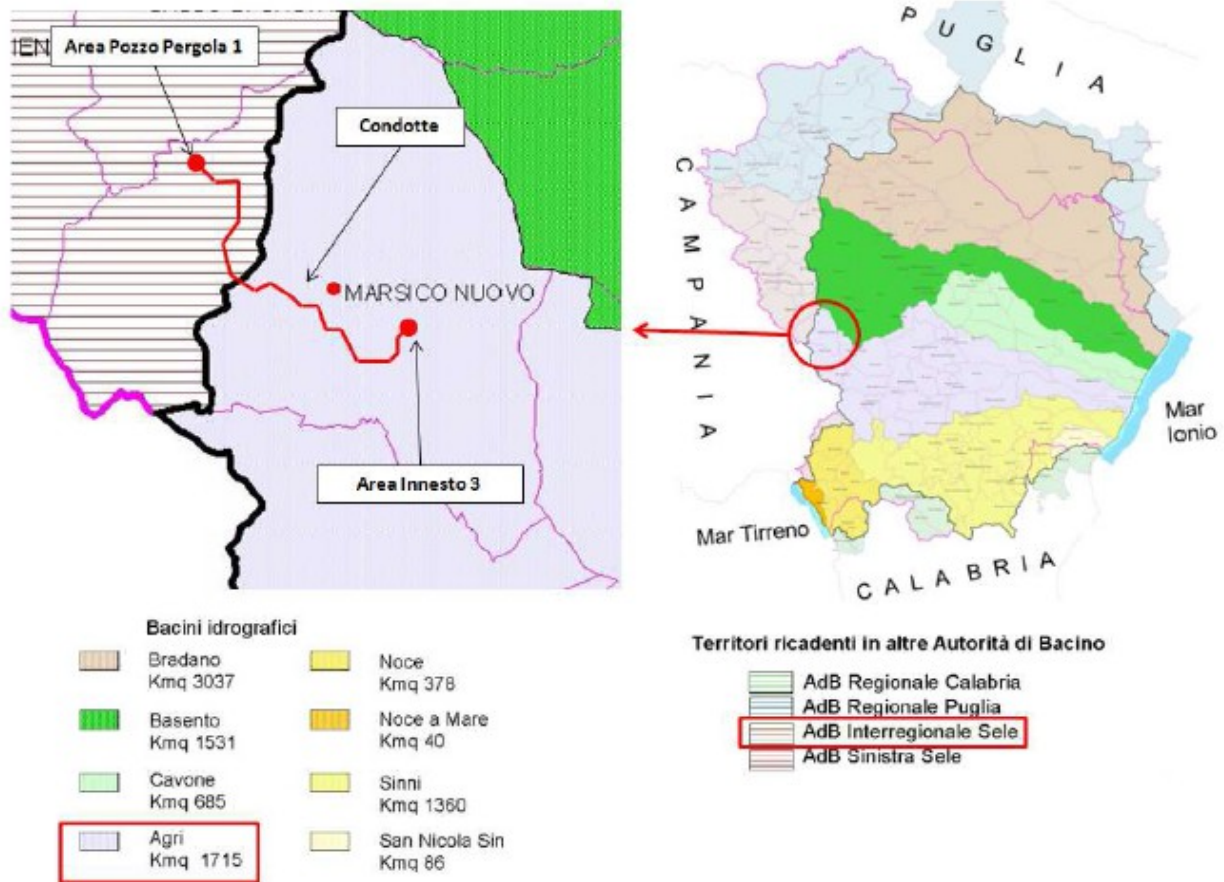 IEN
Area Pozzo Pergola 1
Condotte
MARSICO NUOVO
Area Innesto 3
PUGLIA
CAMPANIA
Mar
Ionio
Mar Tirreno
CALABRIA
Bacini idrografici
Bradano
Kmq 3037
Basento
Kmq 1531
Cavone
Kmq 685
Agri
Kmq 1715
Noce
Kmq 378
Noce a Mare
Kmq 40
Sinni
Kmq 1360
San Nicola Sin
Kmq 86
Territori ricadenti in altre Autorità di Bacino
AdB Regionale Calabria
AdB Regionale Puglia
AdB Interregionale Sele
AdB Sinistra Sele